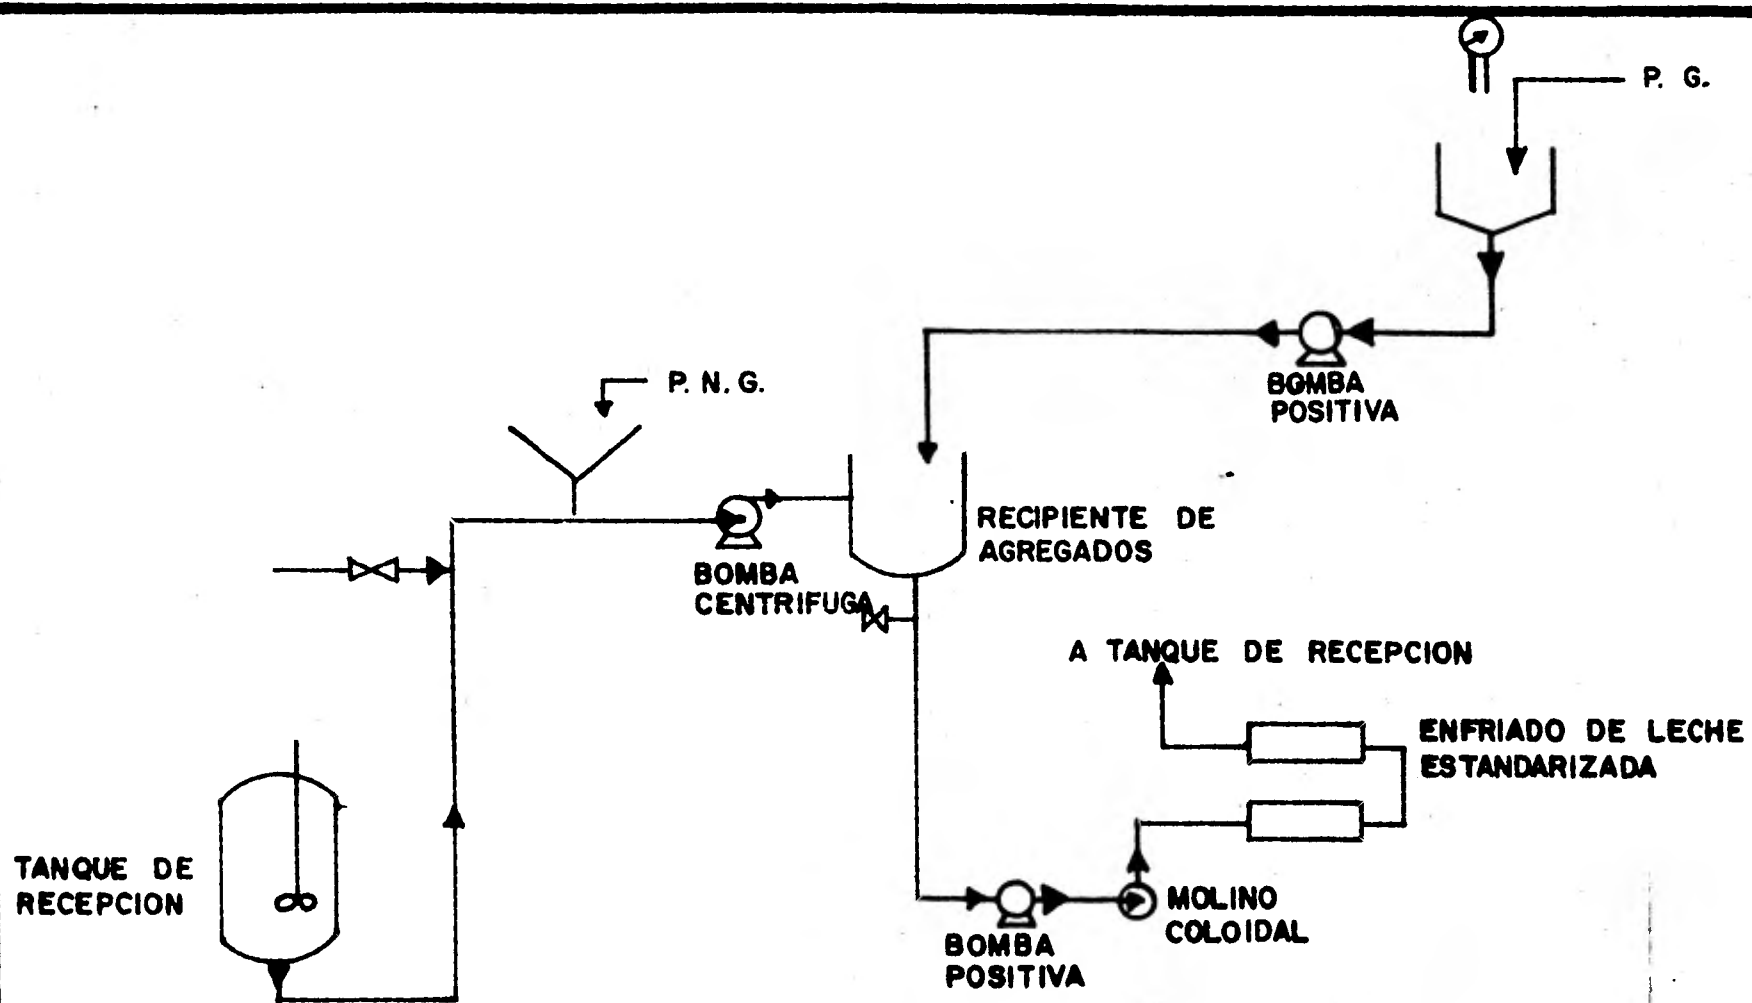 P. G.
BOMBA
POSITIVA
P. N. G.
RECIPIENTE DE
AGREGADOS
BOMBA
CENTRIFUGA
A TANQUE DE RECEPCION
ENFRIADO DE LECHE
ESTANDARIZADA
TANQUE DE
RECEPCION
MOLINO
COLOIDAL
BOMBA
POSITIVA